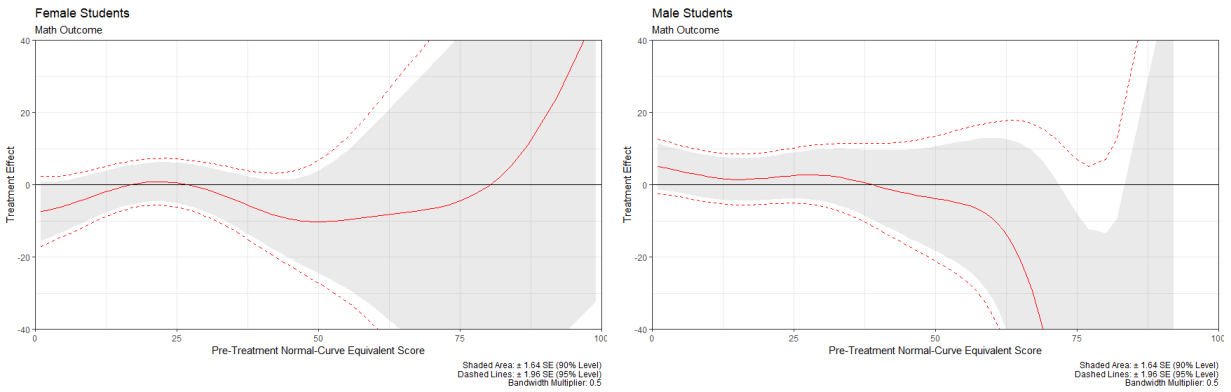 Female Students
Math Outcome
40
20
0
-20
-40
Treatment Effect
0
25
50
75
100
Pre-Treatment Normal-Curve Equivalent Score
Shaded Area: ± 1.64 SE (90% Level)
Dashed Lines: ± 1.96 SE (95% Level)
Bandwidth Multiplier: 0.5
Male Students
Math Outcome
40
20
0
-20
-40
Treatment Effect
0
25
50
75
100
Pre-Treatment Normal-Curve Equivalent Score
Shaded Area: ± 1.64 SE (90% Level)
Dashed Lines: ± 1.96 SE (95% Level)
Bandwidth Multiplier: 0.5